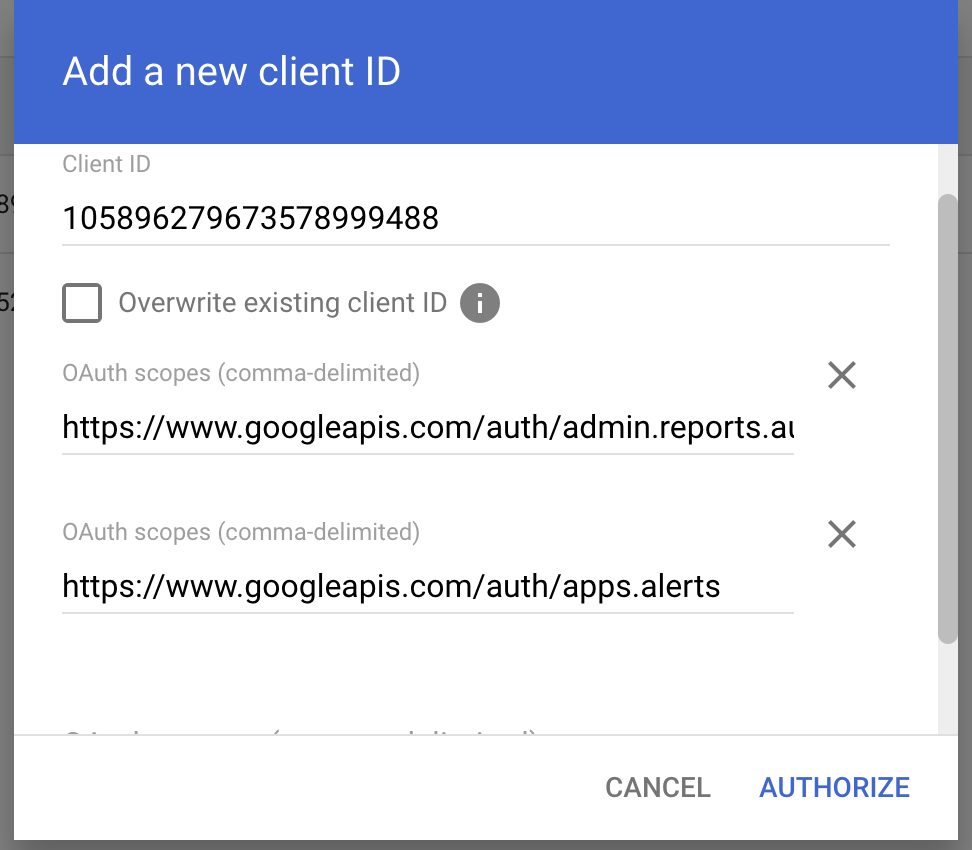 Add a new client ID
Client ID
105896279673578999488
Overwrite existing client ID
OAuth scopes (comma-delimited)
https://www.googleapis.com/auth/admin.reports.au
OAuth scopes (comma-delimited)
https://www.googleapis.com/auth/apps.alerts
CANCEL AUTHORIZE